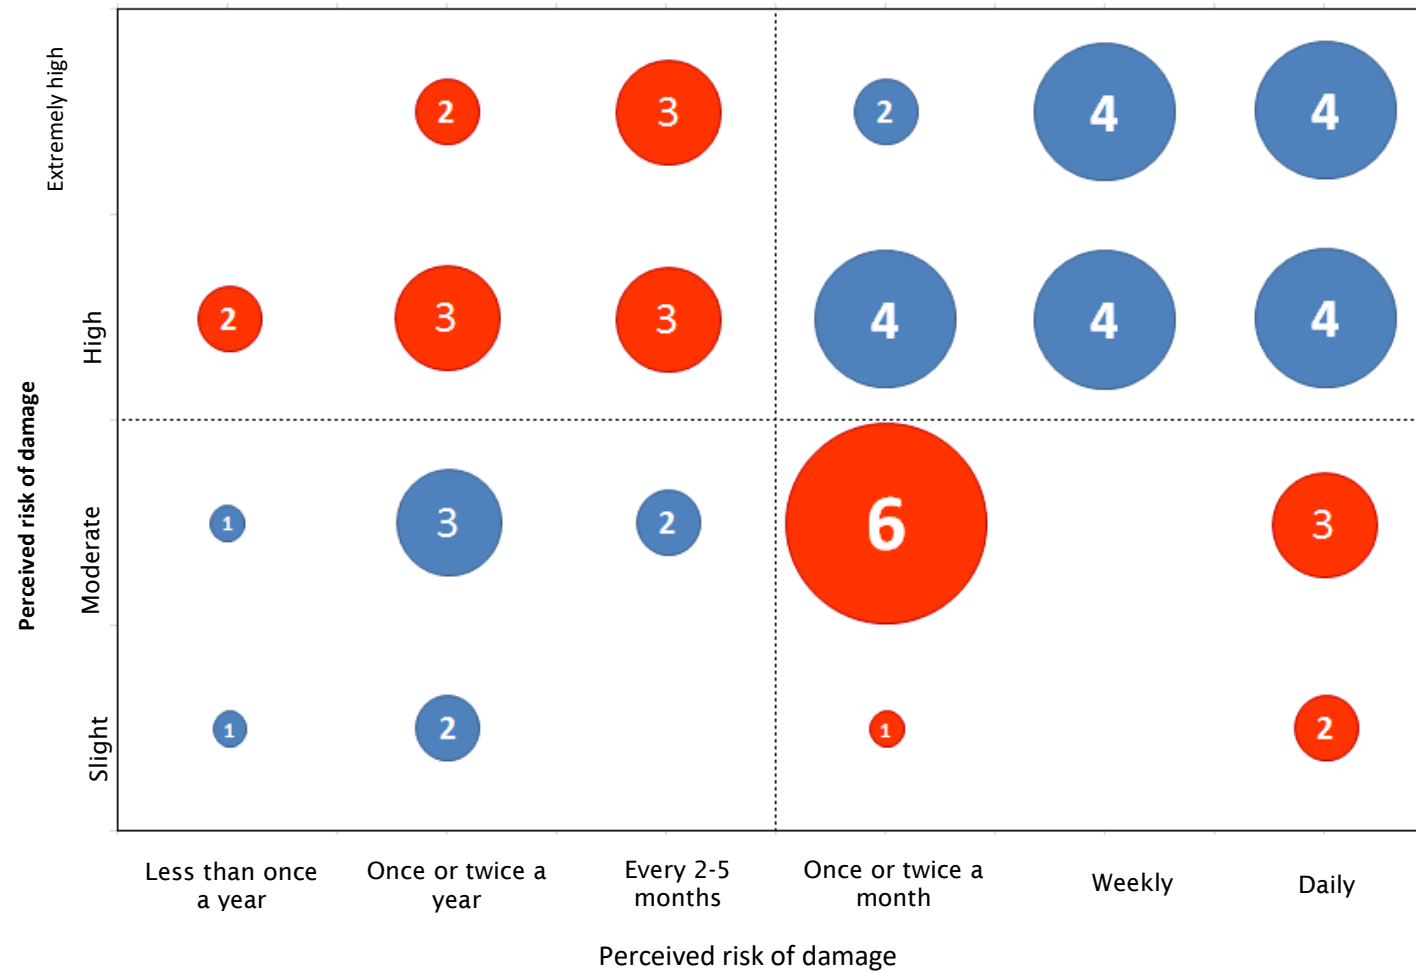 Extremely high
2
3
2
4
4
High
2
3
3
4
4
4
Perceived risk of damage
Moderate
1
3
2
6
3
Slight
1
2
1
2
Less than once
a year
Once or twice a
year
Every 2-5
months
Once or twice a
month
Weekly
Daily
Perceived risk of damage